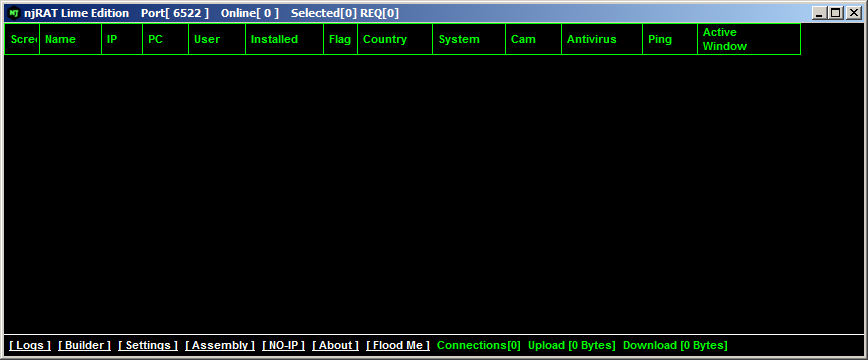 njRAT Lime Edition Port[ 6522 ] Online[ 0 ] Selected[0] REQ[0]
Name IP PC User Installed Flag Country System Cam Antivirus Ping Active Window
[ Logs ] [ Builder ] [ Settings ] [ Assembly ] [ NO-IP ] [ About ] [ Flood Me ] Connections[0] Upload [0 Bytes] Download [0 Bytes]